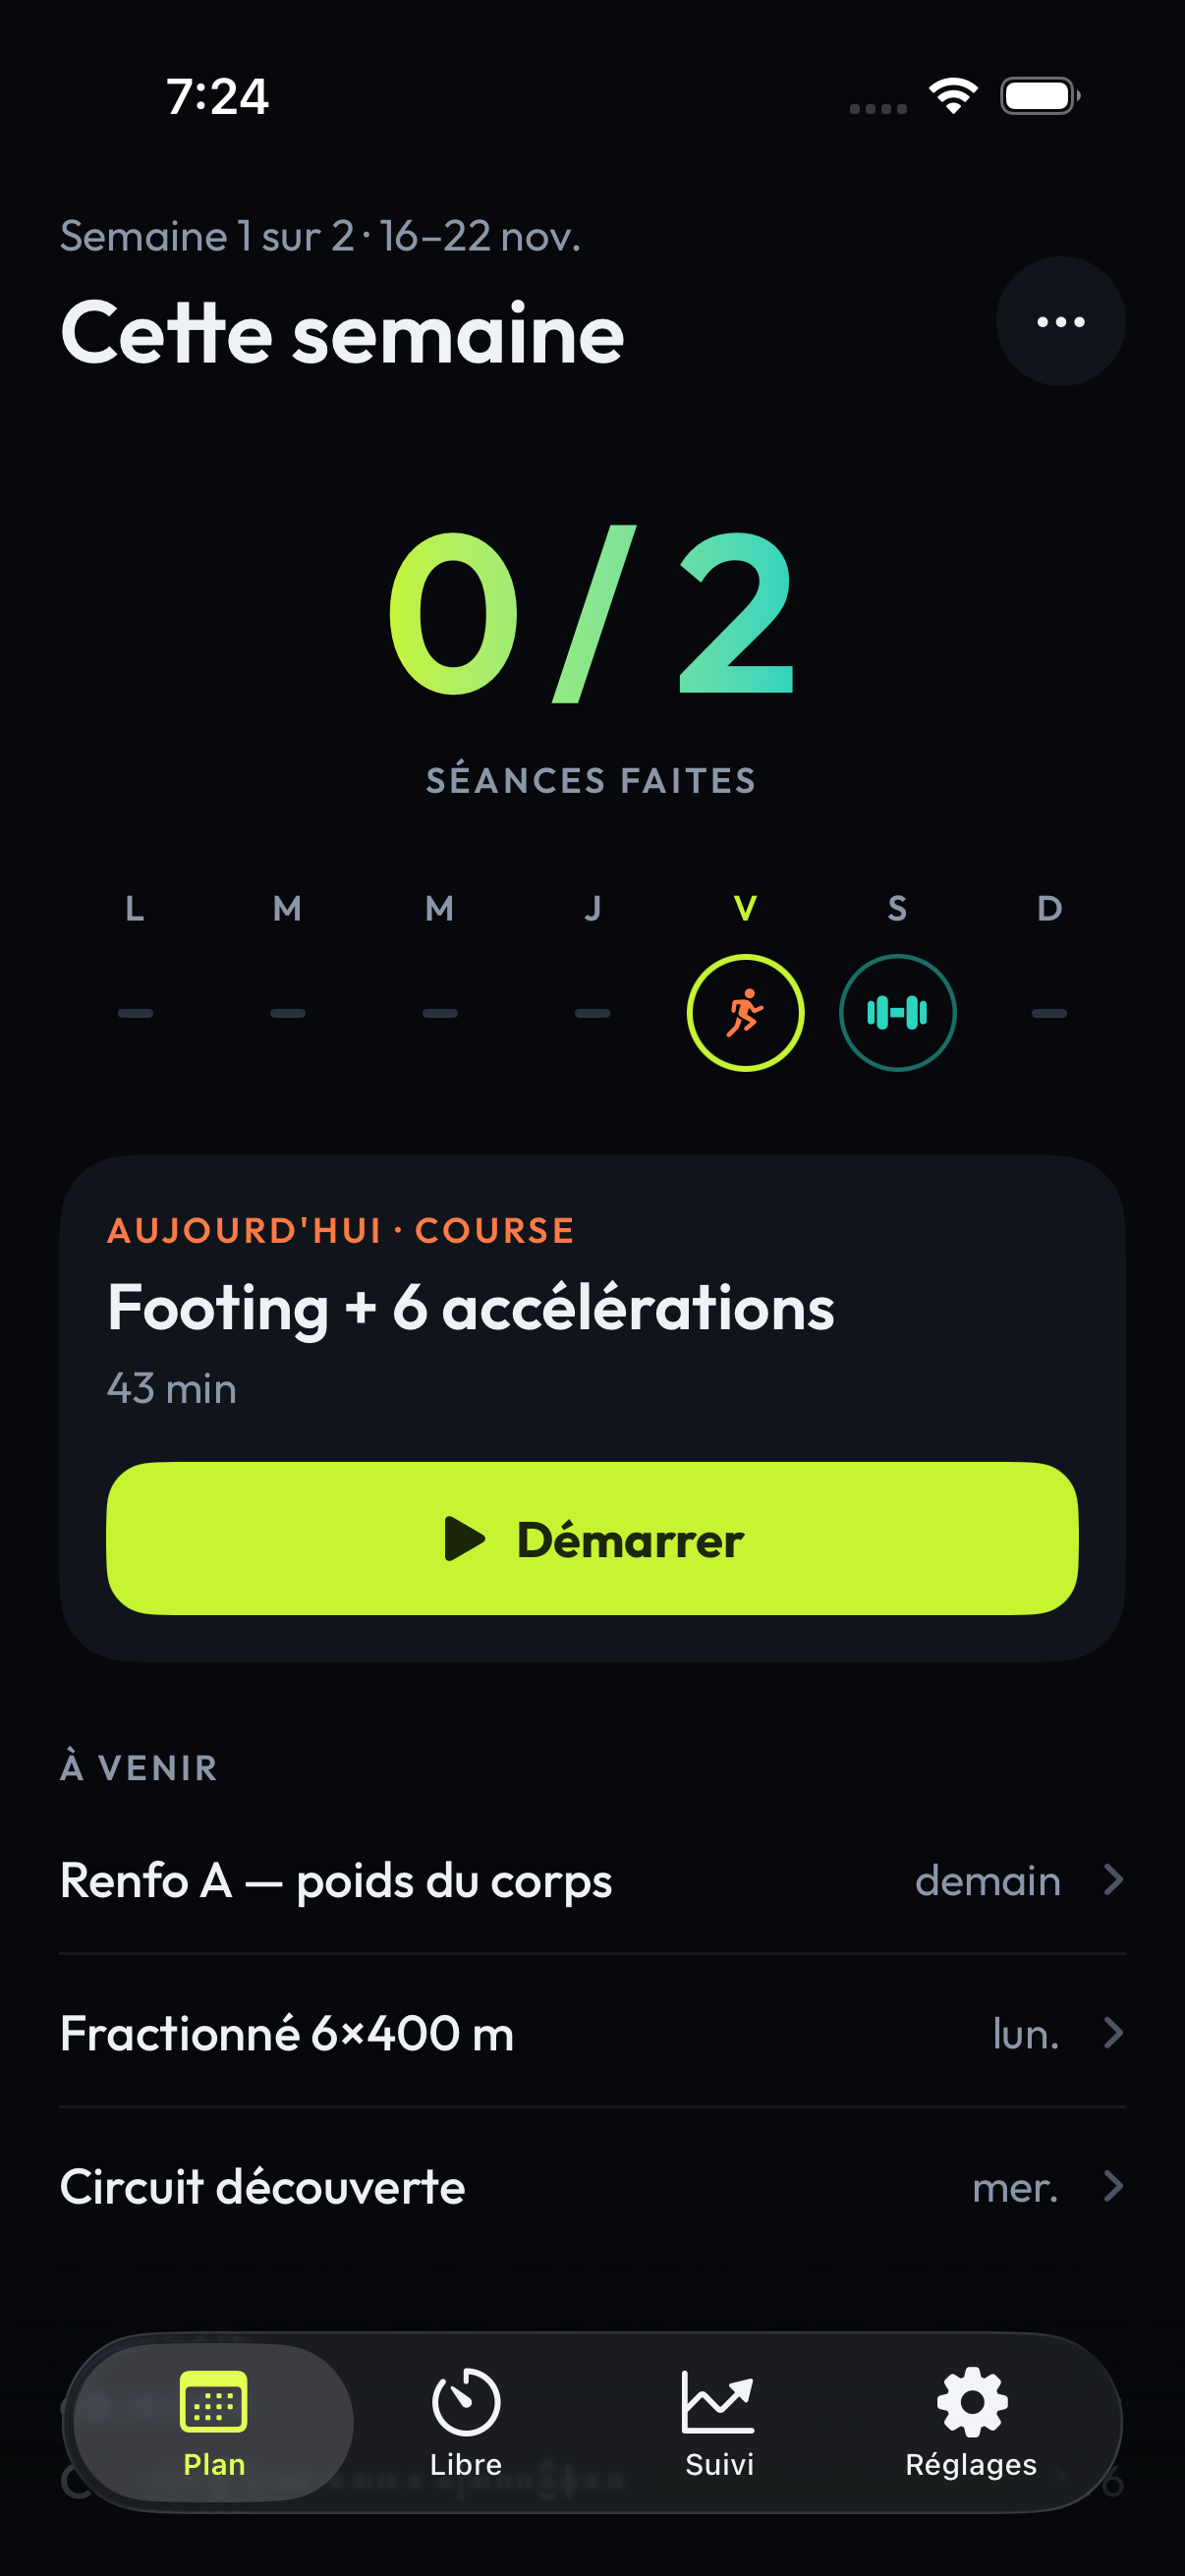 7:24
Semaine 1 sur 2 · 16–22 nov.
Cette semaine
0/2
SÉANCES FAITES
L M M J V S D
AUJOURD'HUI · COURSE
Footing + 6 accélérations
43 min
Démarrer
À VENIR
Renfo A — poids du corps demain
Fractionné 6×400 m lun.
Circuit découverte mer.
Plan Libre Suivi Réglages